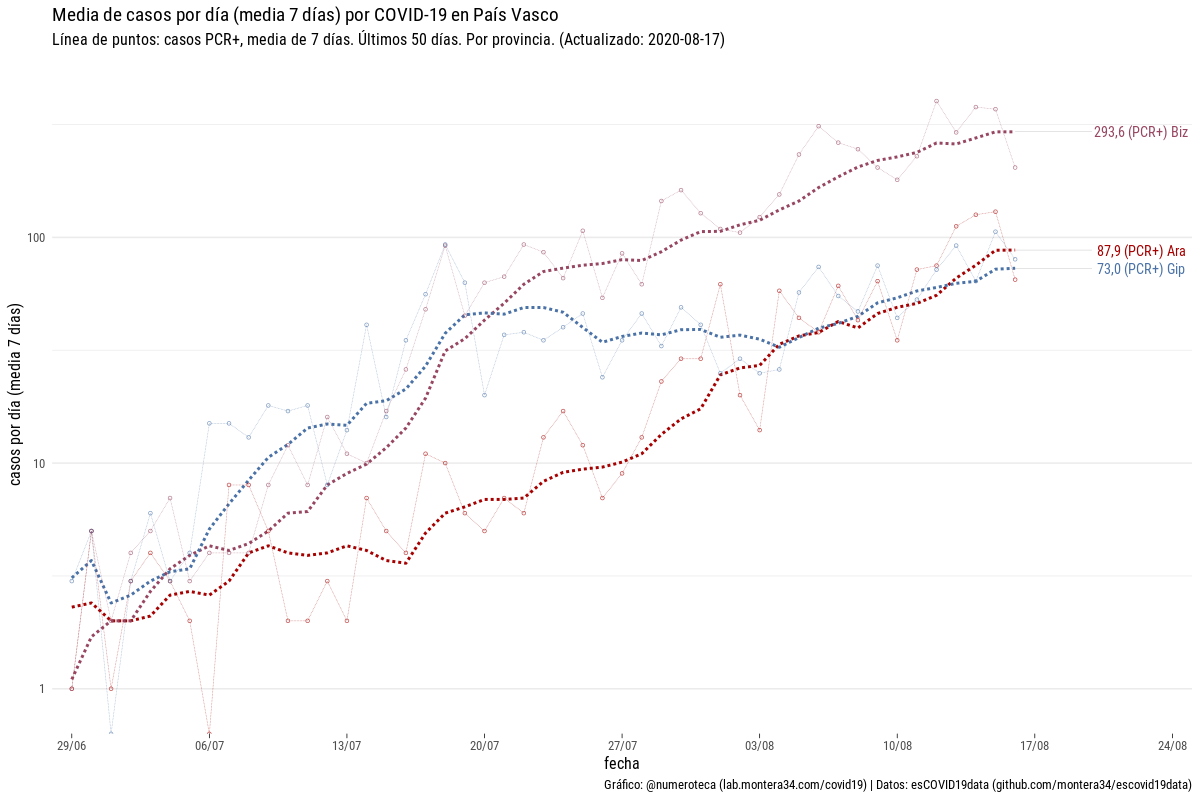 Media de casos por día (media 7 días) por COVID-19 en País Vasco
Línea de puntos: casos PCR+, media de 7 días. Últimos 50 días. Por provincia. (Actualizado: 2020-08-17)
casos por día (media 7 días)
100
10
1
293,6 (PCR+) Biz
87,9 (PCR+) Ara
73,0 (PCR+) Gip
29/06
06/07
13/07
20/07
27/07
03/08
10/08
17/08
24/08
fecha
Gráfico: @numeroteca (lab.montera34.com/covid19) | Datos: esCOVID19data (github.com/montera34/escovid19data)